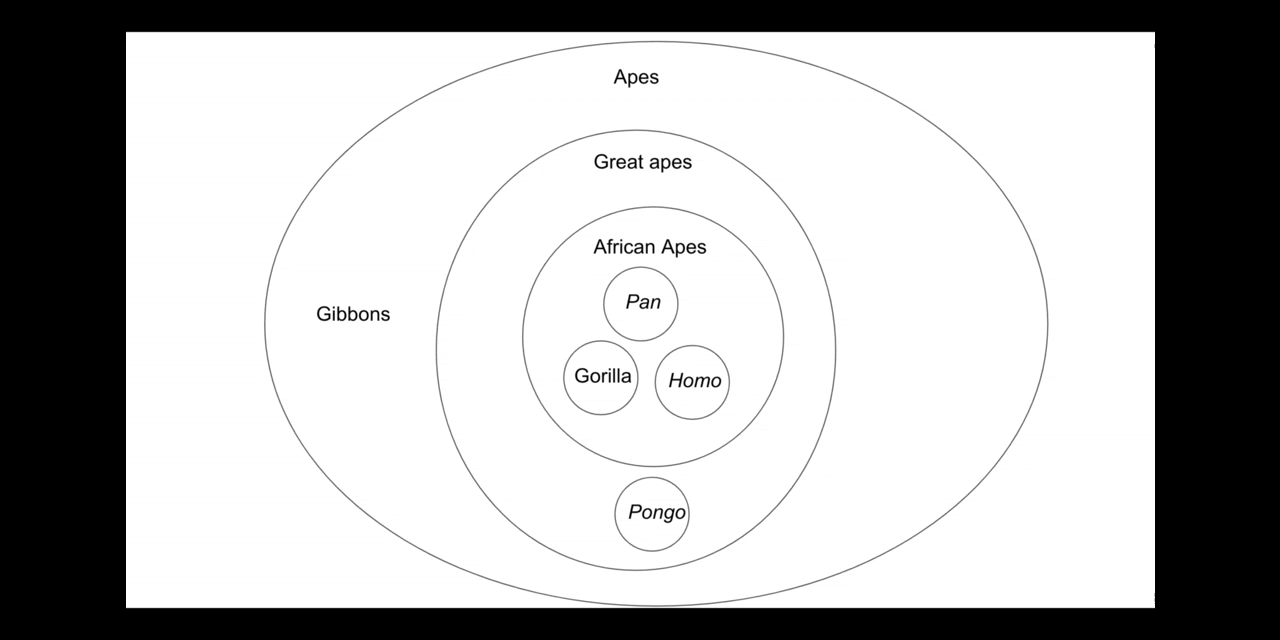 Apes
Great apes
African Apes
Pan
Gibbons
Gorilla
Homo
Pongo